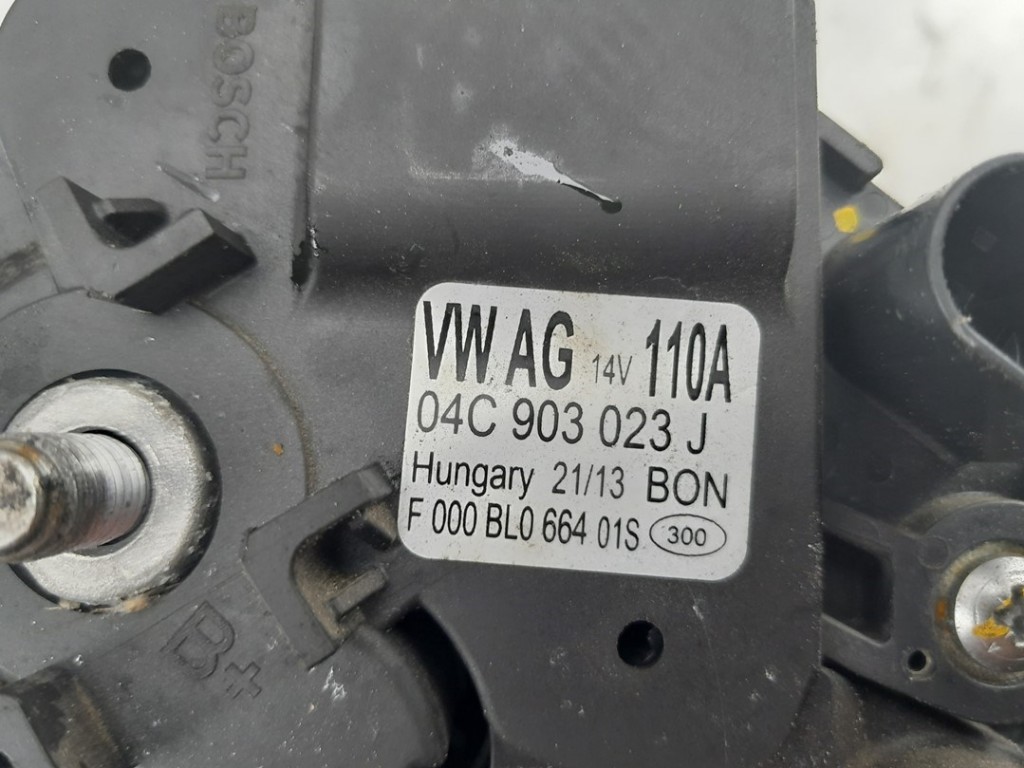 BOSCH
VW AG 14V 110A
04C 903 023 J
Hungary 21/13 BON
F 000 BL0 664 01S 300
B+